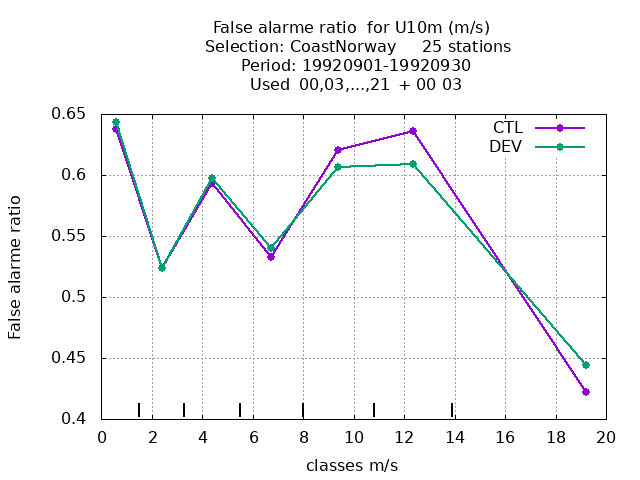 False alarme ratio  for U10m (m/s)
Selection: CoastNorway     25 stations
Period: 19920901-19920930
Used  00,03,...,21  + 00 03
CTL
DEV
False alarme ratio
0.65
0.6
0.55
0.5
0.45
0.4
0 2 4 6 8 10 12 14 16 18 20
classes m/s